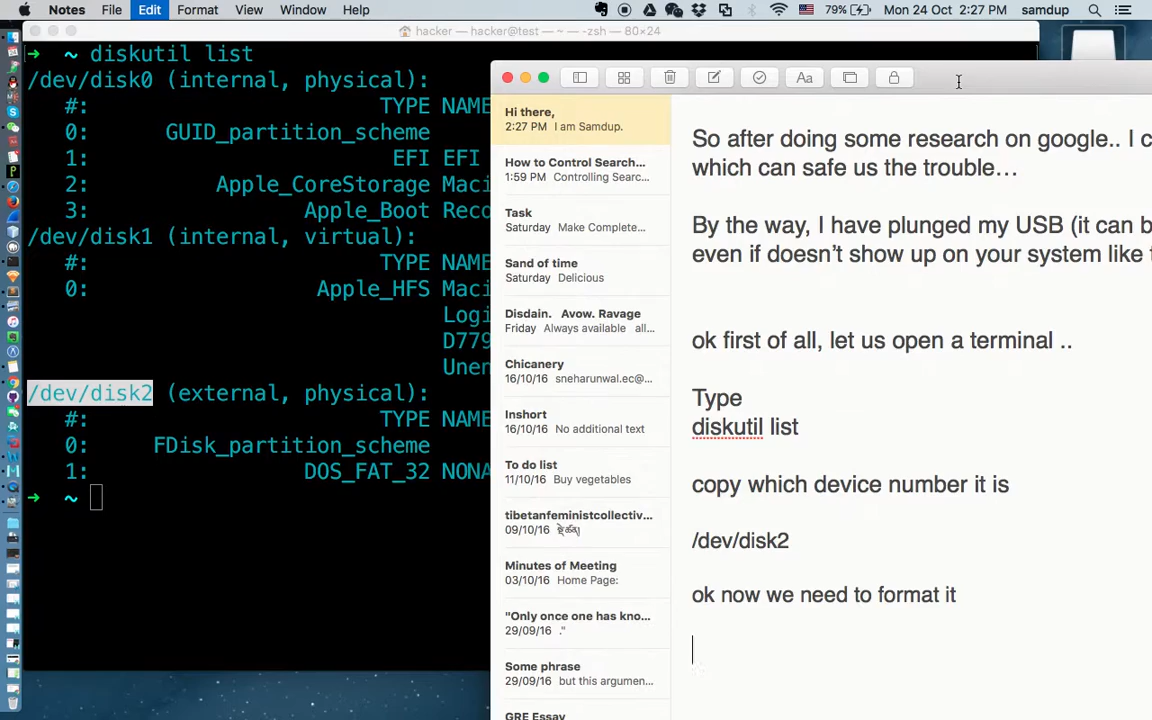 Notes File Edit Format View Window Help 79% Mon 24 Oct 2:27 PM samdup
hacker — hacker@test — ~ — -zsh — 80×24
→ ~ diskutil list
/dev/disk0 (internal, physical):
#: TYPE NAME
0: GUID_partition_scheme
1: EFI EFI
2: Apple_CoreStorage Maci
3: Apple_Boot Reco
/dev/disk1 (internal, virtual):
#: TYPE NAME
0: Apple_HFS Maci
Logi
D779
Unen
/dev/disk2 (external, physical):
#: TYPE NAME
0: FDisk_partition_scheme
1: DOS_FAT_32 NONA
→ ~
Aa
Hi there,
2:27 PM I am Samdup.
How to Control Search...
1:59 PM Controlling Searc...
Task
Saturday Make Complete...
Sand of time
Saturday Delicious
Disdain. Avow. Ravage
Friday Always available all...
Chicanery
16/10/16 sneharunwal.ec@...
Inshort
16/10/16 No additional text
To do list
11/10/16 Buy vegetables
tibetanfeministcollectiv...
09/10/16
Minutes of Meeting
03/10/16 Home Page:
"Only once one has kno...
29/09/16 ."
Some phrase
29/09/16 but this argumen...
GRE Essay
So after doing some research on google.. I c
which can safe us the trouble…
By the way, I have plunged my USB (it can b
even if doesn’t show up on your system like t
ok first of all, let us open a terminal ..
Type
diskutil list
copy which device number it is
/dev/disk2
ok now we need to format it